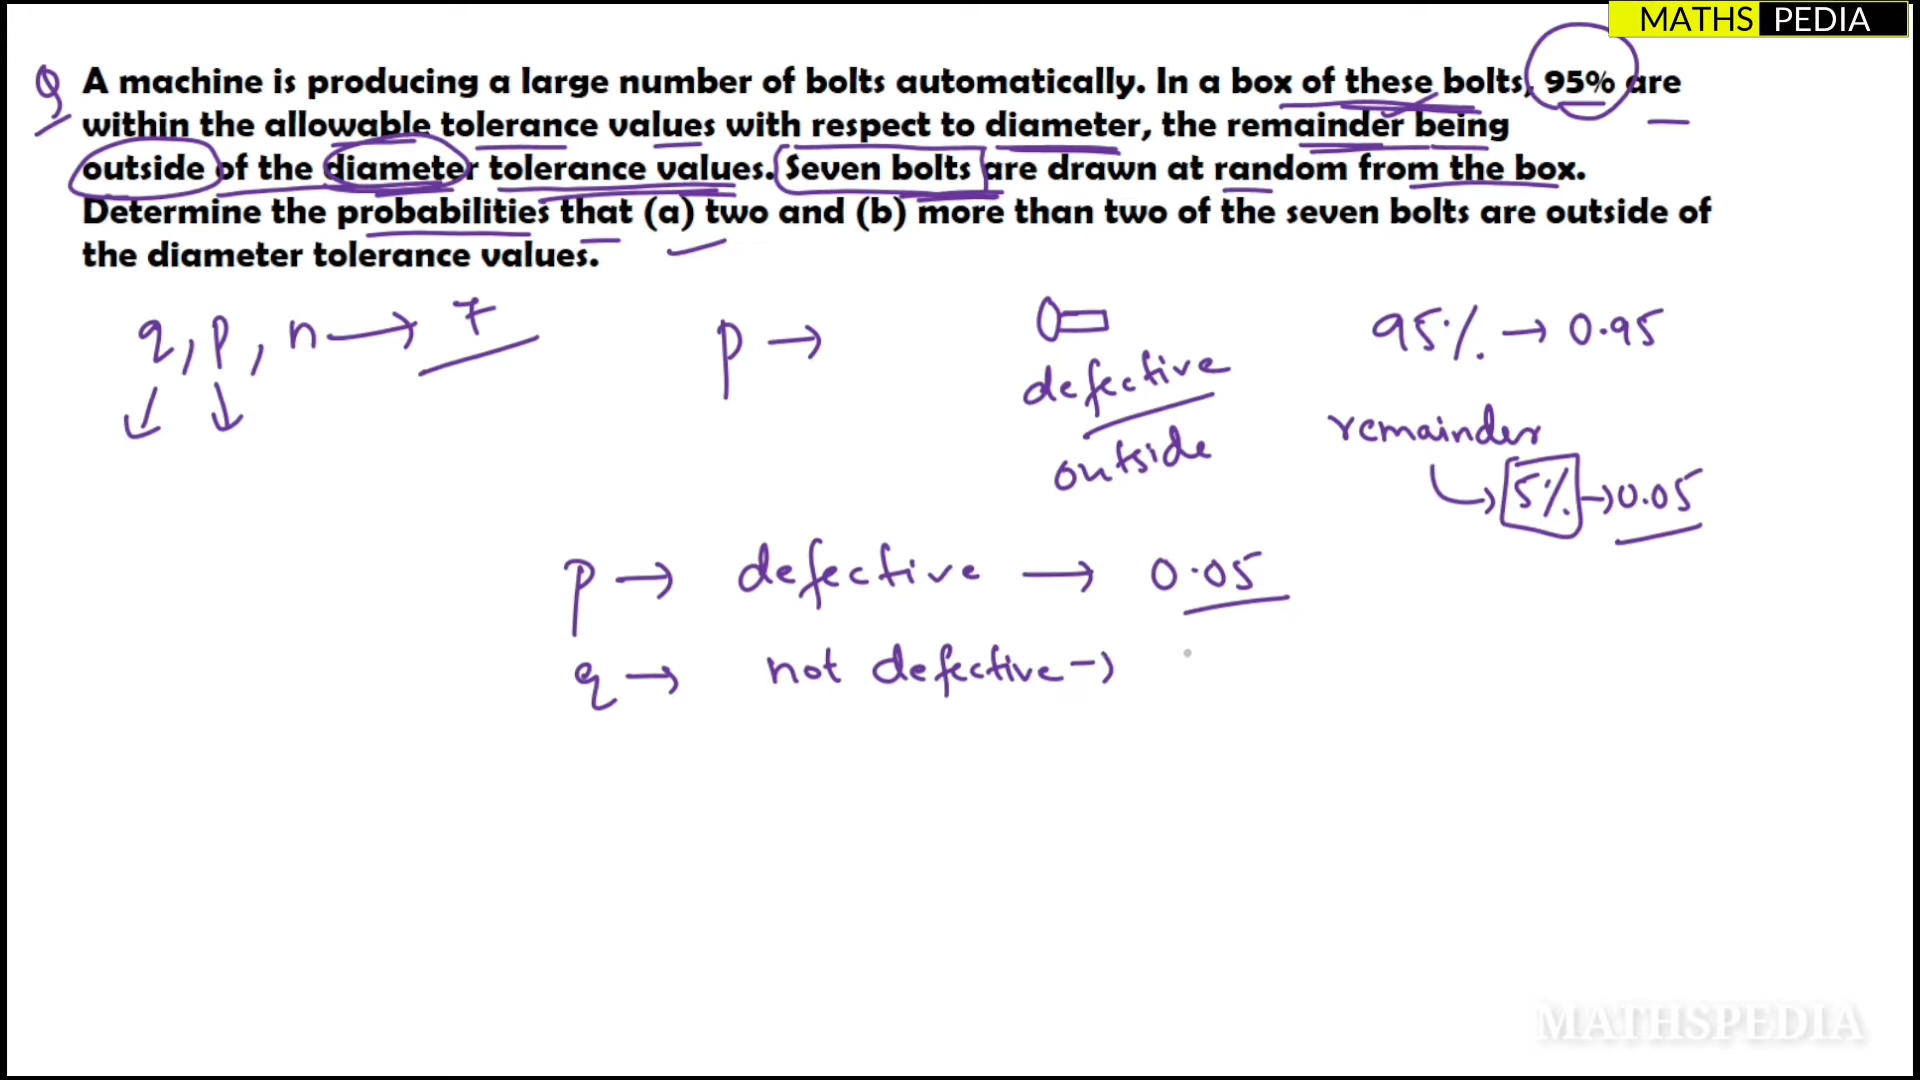 MATHS PEDIA
Q A machine is producing a large number of bolts automatically. In a box of these bolts, 95% are
within the allowable tolerance values with respect to diameter, the remainder being
outside of the diameter tolerance values. Seven bolts are drawn at random from the box.
Determine the probabilities that (a) two and (b) more than two of the seven bolts are outside of
the diameter tolerance values.
q, p, n → 7
p →
defective
outside
95% → 0.95
remainder
5% → 0.05
p → defective → 0.05
q → not defective →
MATHSPEDIA